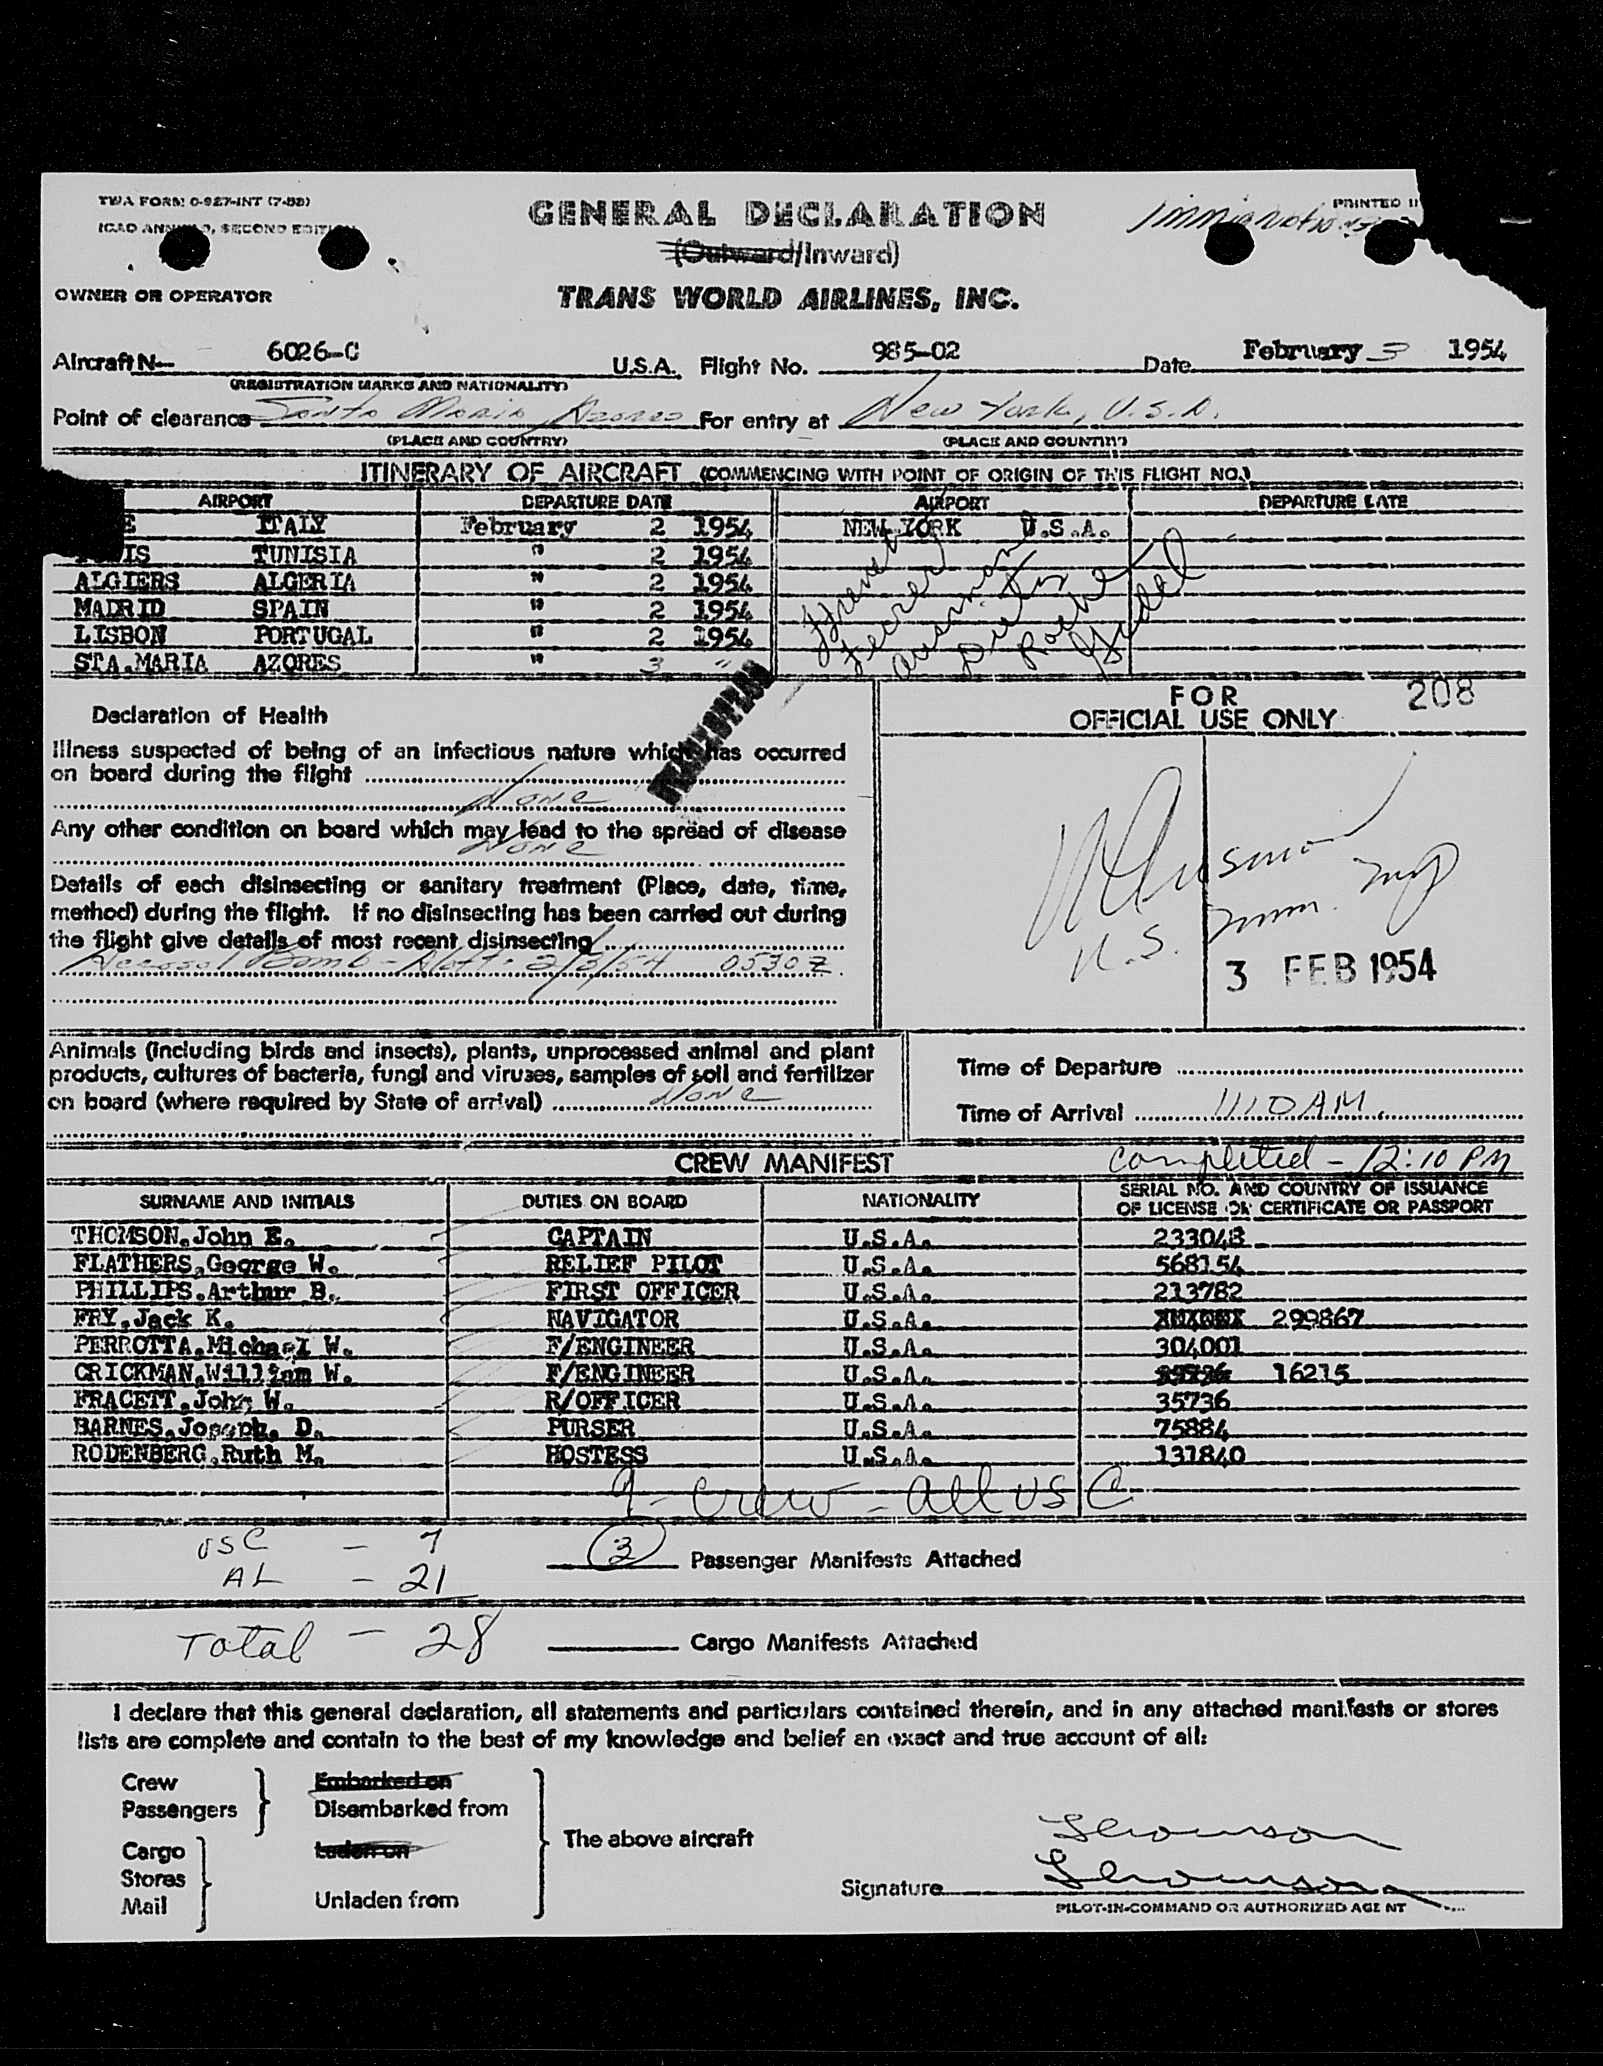 TWA FORM O-927-INT (7-53)
PRINTED I
SECOND EDITION
GENERAL DECLARATION
(Outward/Inward)
OWNER OR OPERATOR
TRANS WORLD AIRLINES, INC.
Aircraft N— 6026-C U.S.A. Flight No. 985-02 Date February 3 1954
(REGISTRATION MARKS AND NATIONALITY)
Point of clearance Santa Maria, Azores For entry at New York, U.S.A.
(PLACE AND COUNTRY) (PLACE AND COUNTRY)
ITINERARY OF AIRCRAFT (COMMENCING WITH POINT OF ORIGIN OF THIS FLIGHT NO.)
AIRPORT DEPARTURE DATE AIRPORT DEPARTURE DATE
E ITALY February 2 1954 NEW YORK U.S.A.
IS TUNISIA " 2 1954
ALGIERS ALGERIA " 2 1954
MADRID SPAIN " 2 1954
LISBON PORTUGAL " 2 1954
STA.MARIA AZORES " 3 "
Declaration of Health
FOR
OFFICIAL USE ONLY
208
Illness suspected of being of an infectious nature which has occurred
on board during the flight
None
Any other condition on board which may lead to the spread of disease
None
Details of each disinsecting or sanitary treatment (Place, date, time,
method) during the flight. If no disinsecting has been carried out during
the flight give details of most recent disinsecting
Aerosol Bomb - 2/3/54 0530Z
U.S. Imm. Insp
3 FEB 1954
Animals (including birds and insects), plants, unprocessed animal and plant
products, cultures of bacteria, fungi and viruses, samples of soil and fertilizer
on board (where required by State of arrival) None
Time of Departure
Time of Arrival 1110 AM
CREW MANIFEST
Completed - 12:10 PM
SURNAME AND INITIALS DUTIES ON BOARD NATIONALITY SERIAL NO. AND COUNTRY OF ISSUANCE
OF LICENSE OR CERTIFICATE OR PASSPORT
THOMSON,John E. CAPTAIN U.S.A. 233048
FLATHERS,George W. RELIEF PILOT U.S.A. 568154
PHILLIPS,Arthur B. FIRST OFFICER U.S.A. 213782
FRY,Jack K. NAVIGATOR U.S.A. 299867
PERROTTA,Michael W. F/ENGINEER U.S.A. 304001
CRICKMAN,William W. F/ENGINEER U.S.A. 16215
FRACETT,John W. R/OFFICER U.S.A. 35736
BARNES,Joseph. D. PURSER U.S.A. 75884
RODENBERG,Ruth M. HOSTESS U.S.A. 131840
9 - Crew - All US C
USC - 7
AL - 21
(3) Passenger Manifests Attached
Total - 28
Cargo Manifests Attached
I declare that this general declaration, all statements and particulars contained therein, and in any attached manifests or stores
lists are complete and contain to the best of my knowledge and belief an exact and true account of all:
Crew
Passengers
Embarked on
Disembarked from
Cargo
Stores
Mail
Laden on
Unladen from
The above aircraft
Signature
PILOT-IN-COMMAND OR AUTHORIZED AGENT